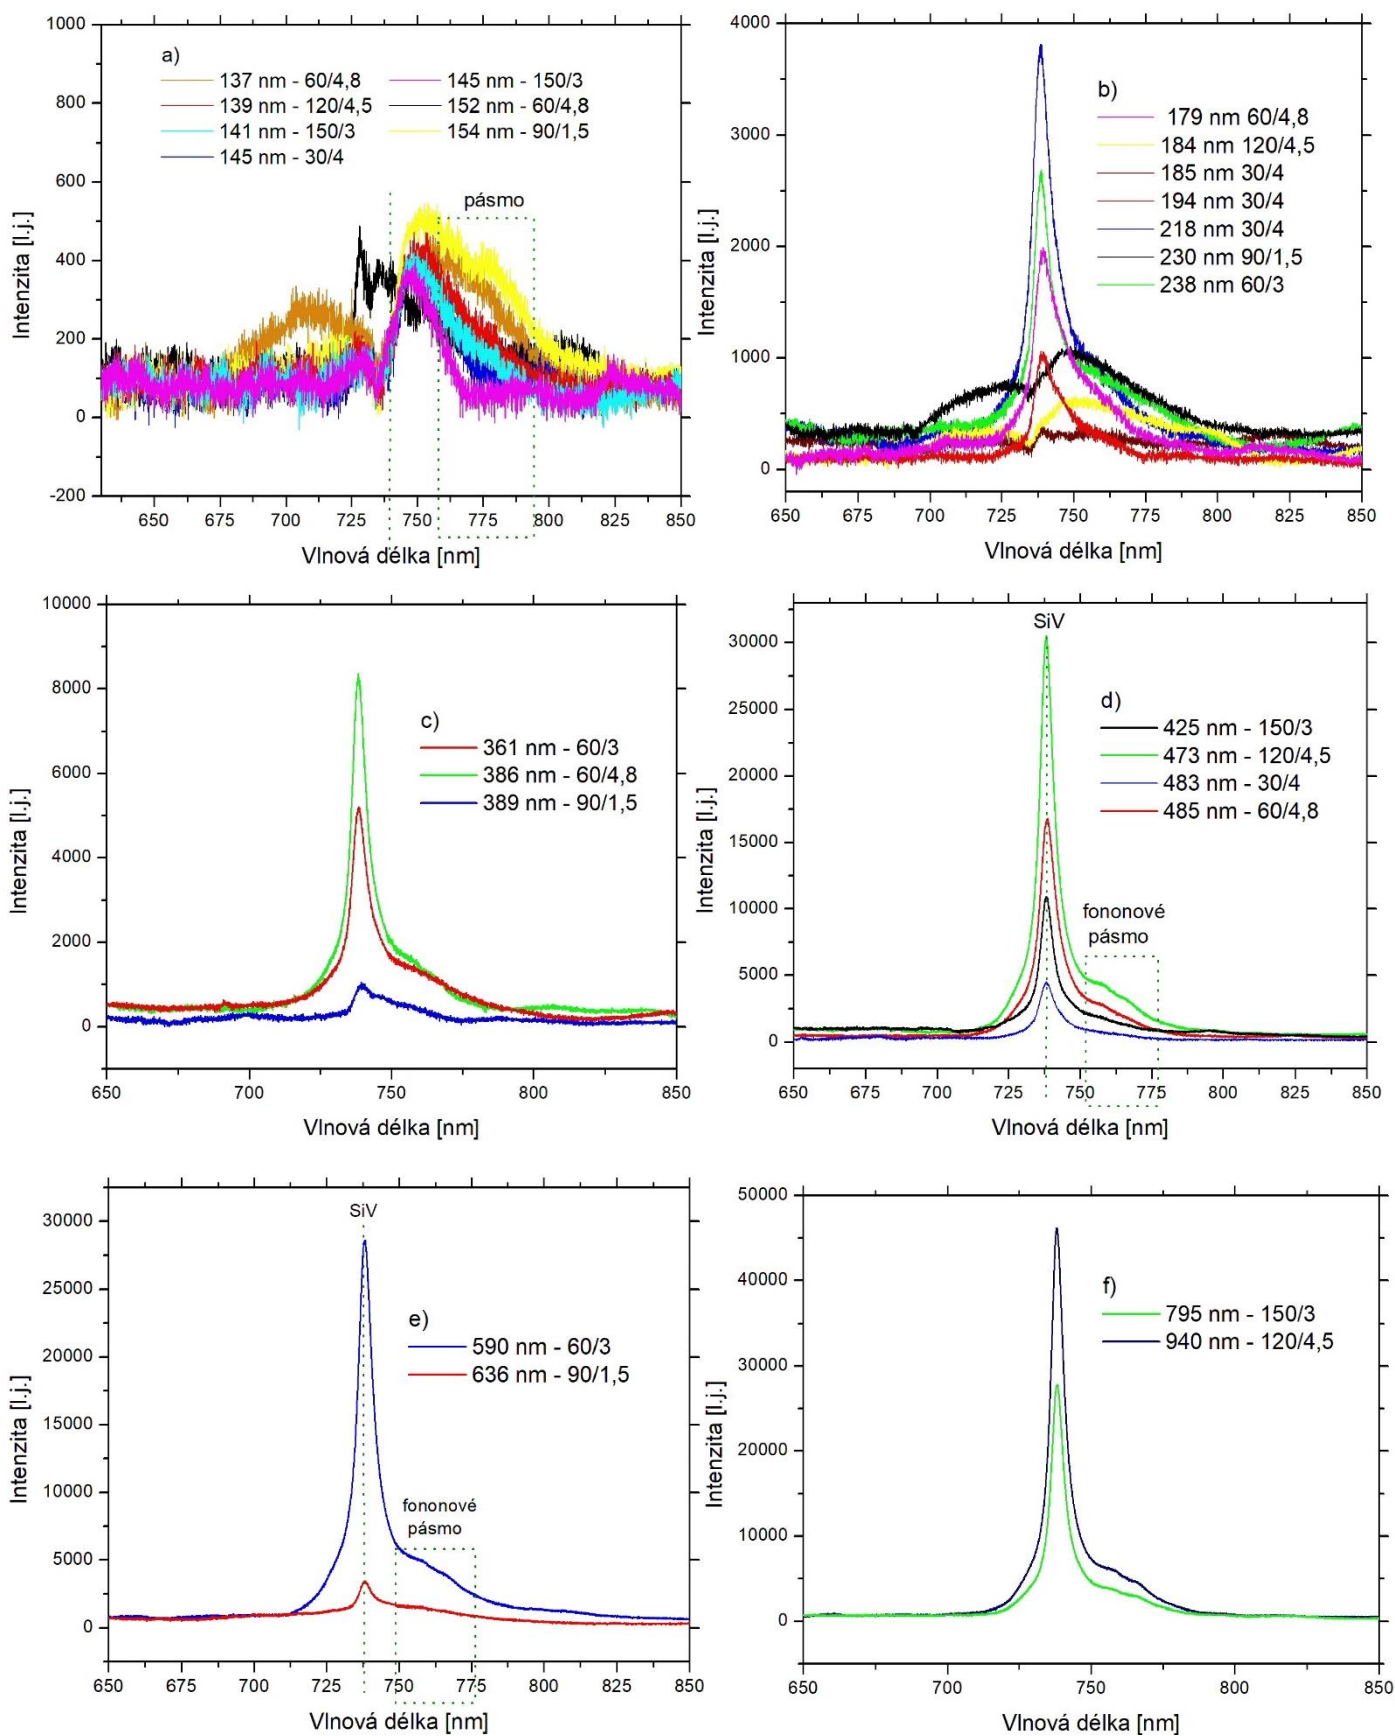 a)
137 nm - 60/4,8
139 nm - 120/4,5
141 nm - 150/3
145 nm - 30/4
145 nm - 150/3
152 nm - 60/4,8
154 nm - 90/1,5
pásmo
1000
800
600
400
200
0
-200
Intenzita [l.j.]
650 675 700 725 750 775 800 825 850
Vlnová délka [nm]
b)
179 nm 60/4,8
184 nm 120/4,5
185 nm 30/4
194 nm 30/4
218 nm 30/4
230 nm 90/1,5
238 nm 60/3
4000
3000
2000
1000
0
Intenzita [l.j.]
650 675 700 725 750 775 800 825 850
Vlnová délka [nm]
c)
361 nm - 60/3
386 nm - 60/4,8
389 nm - 90/1,5
10000
8000
6000
4000
2000
0
Intenzita [l.j.]
650 700 750 800 850
Vlnová délka [nm]
SiV
d)
425 nm - 150/3
473 nm - 120/4,5
483 nm - 30/4
485 nm - 60/4,8
fononové
pásmo
30000
25000
20000
15000
10000
5000
0
Intenzita [l.j.]
650 675 700 725 750 775 800 825 850
Vlnová délka [nm]
SiV
e)
590 nm - 60/3
636 nm - 90/1,5
fononové
pásmo
30000
25000
20000
15000
10000
5000
0
Intenzita [l.j.]
650 675 700 725 750 775 800 825 850
Vlnová délka [nm]
f)
795 nm - 150/3
940 nm - 120/4,5
50000
40000
30000
20000
10000
0
Intenzita [l.j.]
650 700 750 800 850
Vlnová délka [nm]